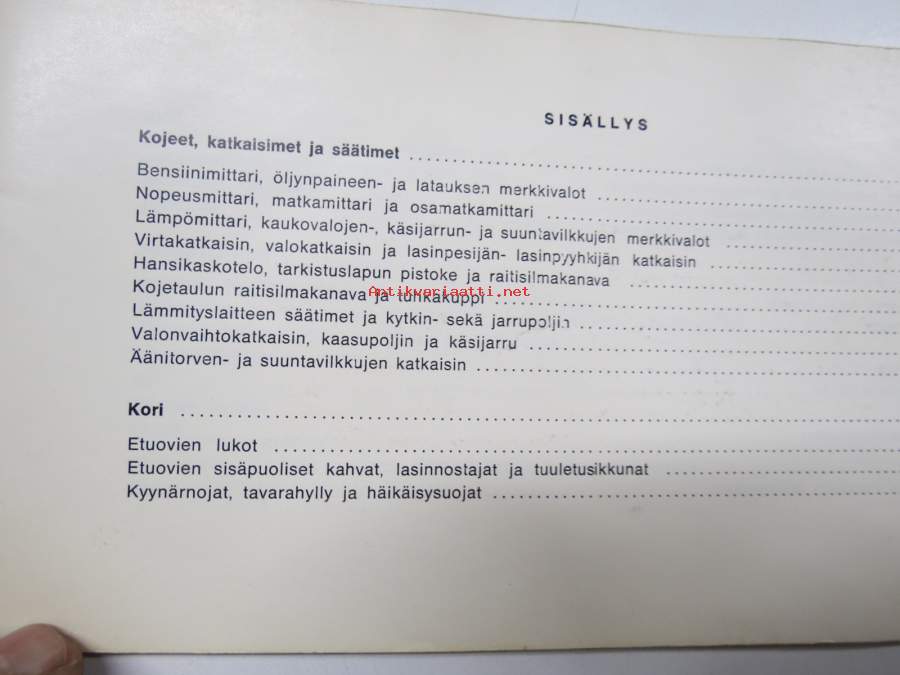 SISÄLLYS
Kojeet, katkaisimet ja säätimet
Bensiinimittari, öljynpaineen- ja latauksen merkkivalot
Nopeusmittari, matkamittari ja osamatkamittari
Lämpömittari, kaukovalojen-, käsijarrun- ja suuntavilkkujen merkkivalot
Virtakatkaisin, valokatkaisin ja lasinpesijän- lasinpyyhkijän katkaisin
Hansikaskotelo, tarkistuslapun pistoke ja raitisilmakanava
Kojetaulun raitisilmakanava ja tuhkakuppi
Antikvariaatti.net
Lämmityslaitteen säätimet ja kytkin- sekä jarrupoljin
Valonvaihtokatkaisin, kaasupoljin ja käsijarru
Äänitorven- ja suuntavilkkujen katkaisin
Kori
Etuovien lukot
Etuovien sisäpuoliset kahvat, lasinnostajat ja tuuletusikkunat
Kyynärnojat, tavarahylly ja häikäisysuojat